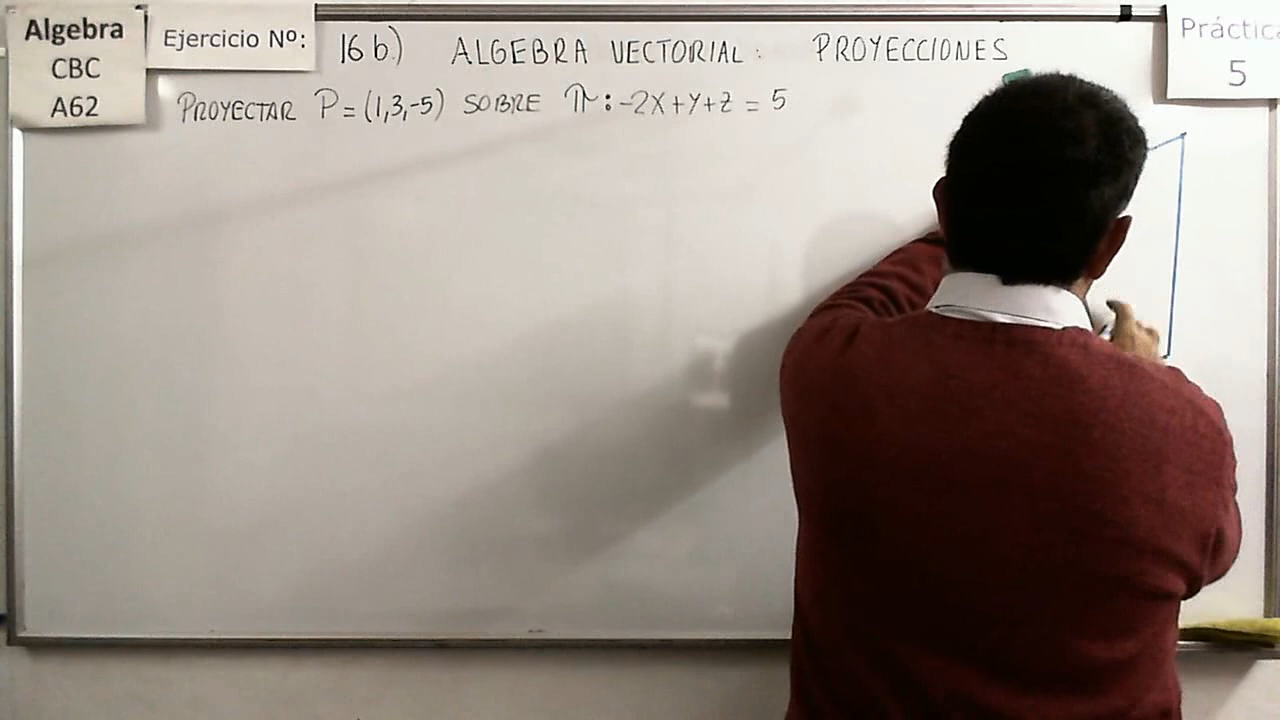 Algebra
CBC
A62
Ejercicio Nº:
16 b.) ALGEBRA VECTORIAL: PROYECCIONES
Práctica
5
PROYECTAR P = (1,3,-5) SOBRE π: -2X+Y+Z = 5